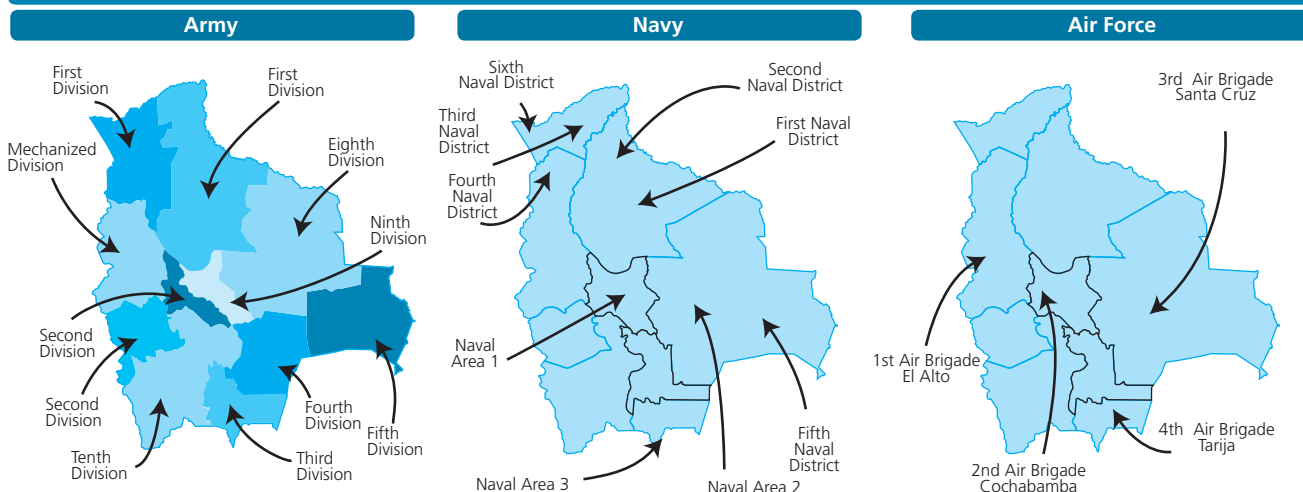 Army
First
Division
First
Division
Mechanized
Division
Eighth
Division
Ninth
Division
Second
Division
Second
Division
Tenth
Division
Third
Division
Fourth
Division
Fifth
Division
Navy
Sixth
Naval District
Second
Naval District
Third
Naval
District
First Naval
District
Fourth
Naval
District
Naval
Area 1
Fifth
Naval
District
Naval Area 3
Naval Area 2
Air Force
3rd Air Brigade
Santa Cruz
1st Air Brigade
El Alto
4th Air Brigade
Tarija
2nd Air Brigade
Cochabamba